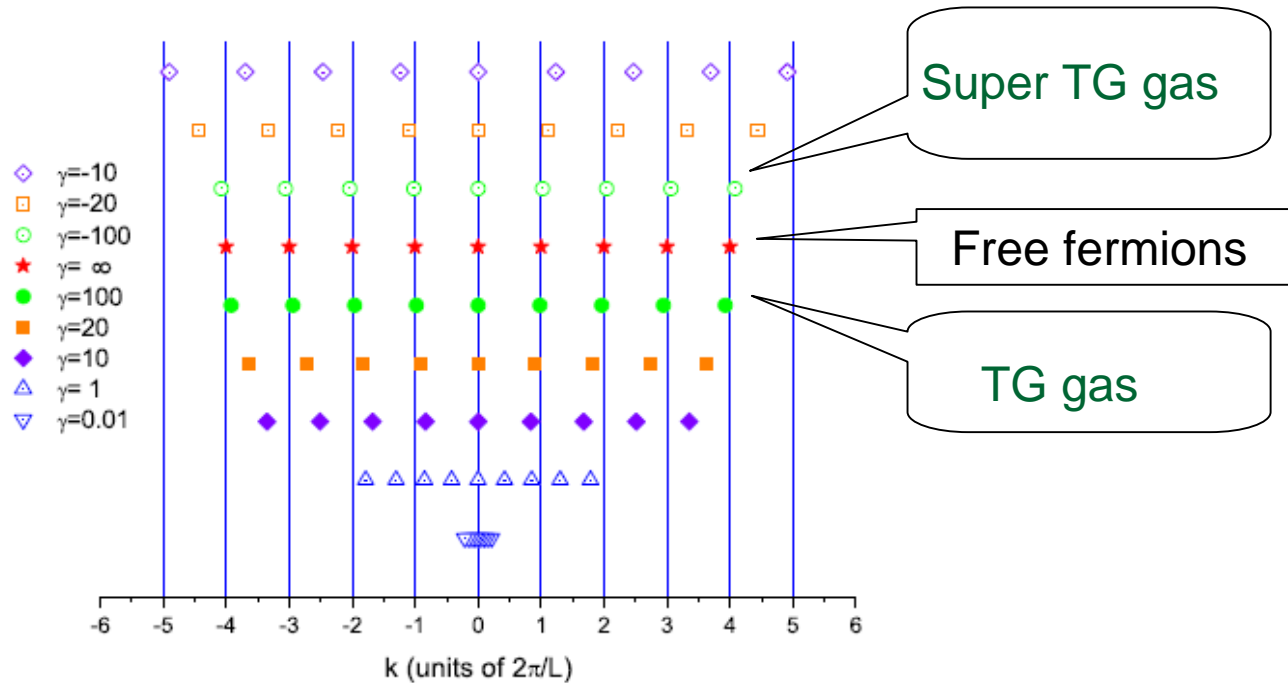 Super TG gas
γ=-10
γ=-20
γ=-100
γ= ∞
γ=100
γ=20
γ=10
γ= 1
γ=0.01
Free fermions
TG gas
-6 -5 -4 -3 -2 -1 0 1 2 3 4 5 6
k (units of 2π/L)